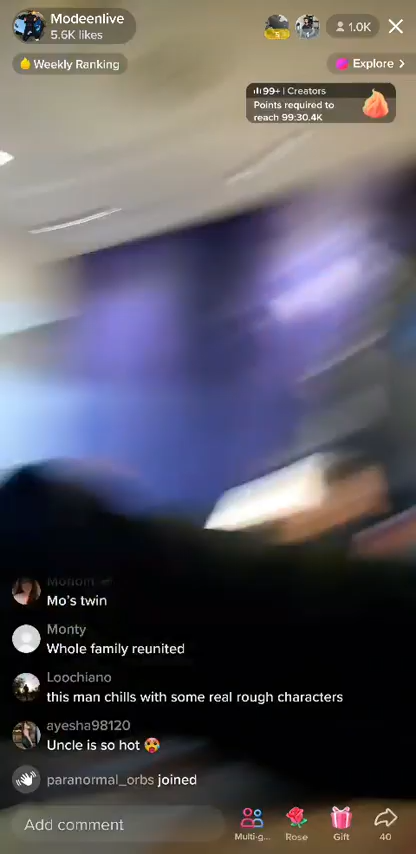 Modeenlive
5.6K likes
5
1.0K
Weekly Ranking
Explore >
99+ | Creators
Points required to
reach 99:30.4K
Mo's twin
Monty
Whole family reunited
Loochiano
this man chills with some real rough characters
ayesha98120
Uncle is so hot 🥵
paranormal_orbs joined
Add comment
Multi-g...
Rose
Gift
40